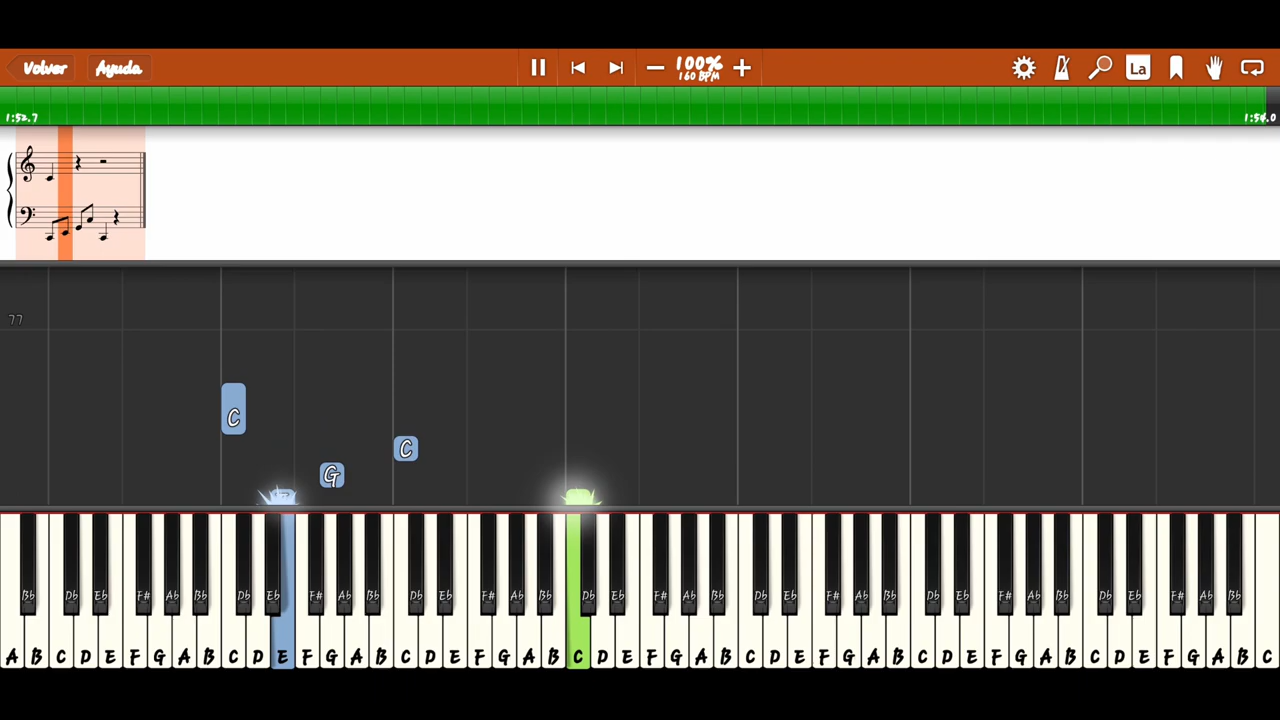 Volver Ayuda 100% La
160 BPM
1:52.7 1:54.0
77
C
C
G
Bb Db Eb F# Ab Bb Db Eb F# Ab Bb Db Eb F# Ab Bb Db Eb F# Ab Bb Db Eb F# Ab Bb Db Eb F# Ab Bb Db Eb F# Ab Bb
A B C D E F G A B C D E F G A B C D E F G A B C D E F G A B C D E F G A B C D E F G A B C D E F G A B C